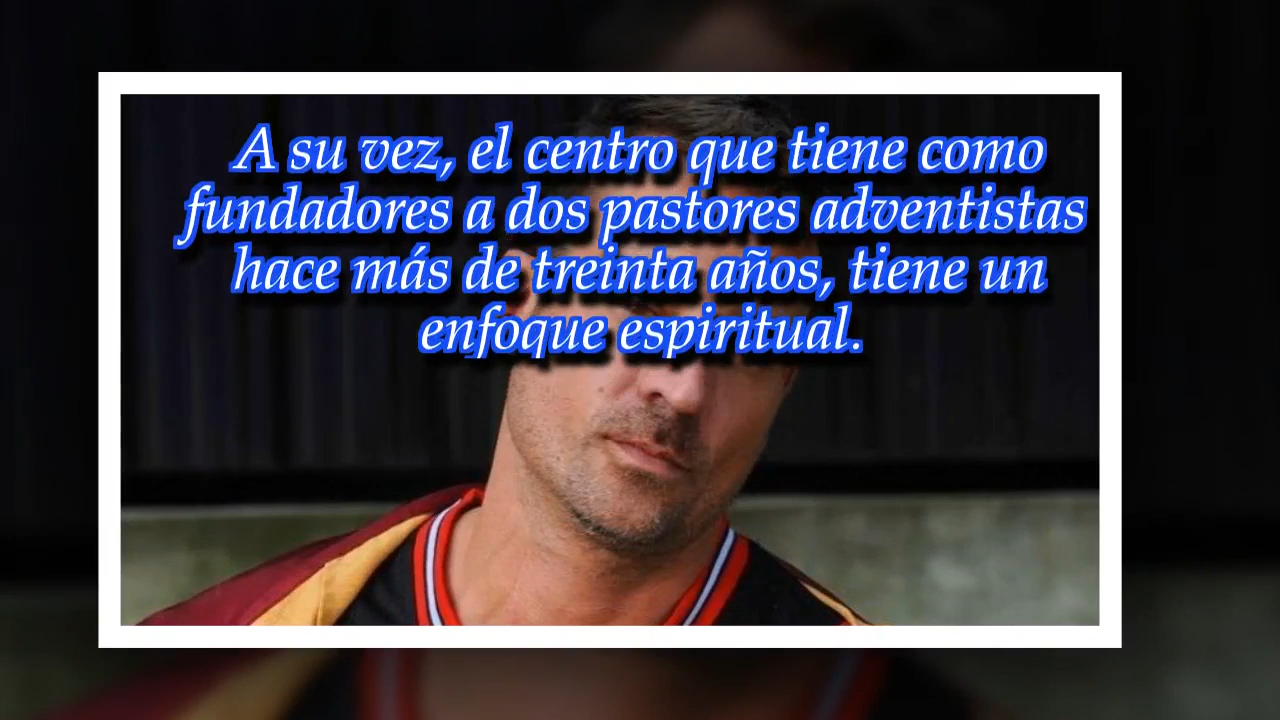 A su vez, el centro que tiene como
fundadores a dos pastores adventistas
hace más de treinta años, tiene un
enfoque espiritual.